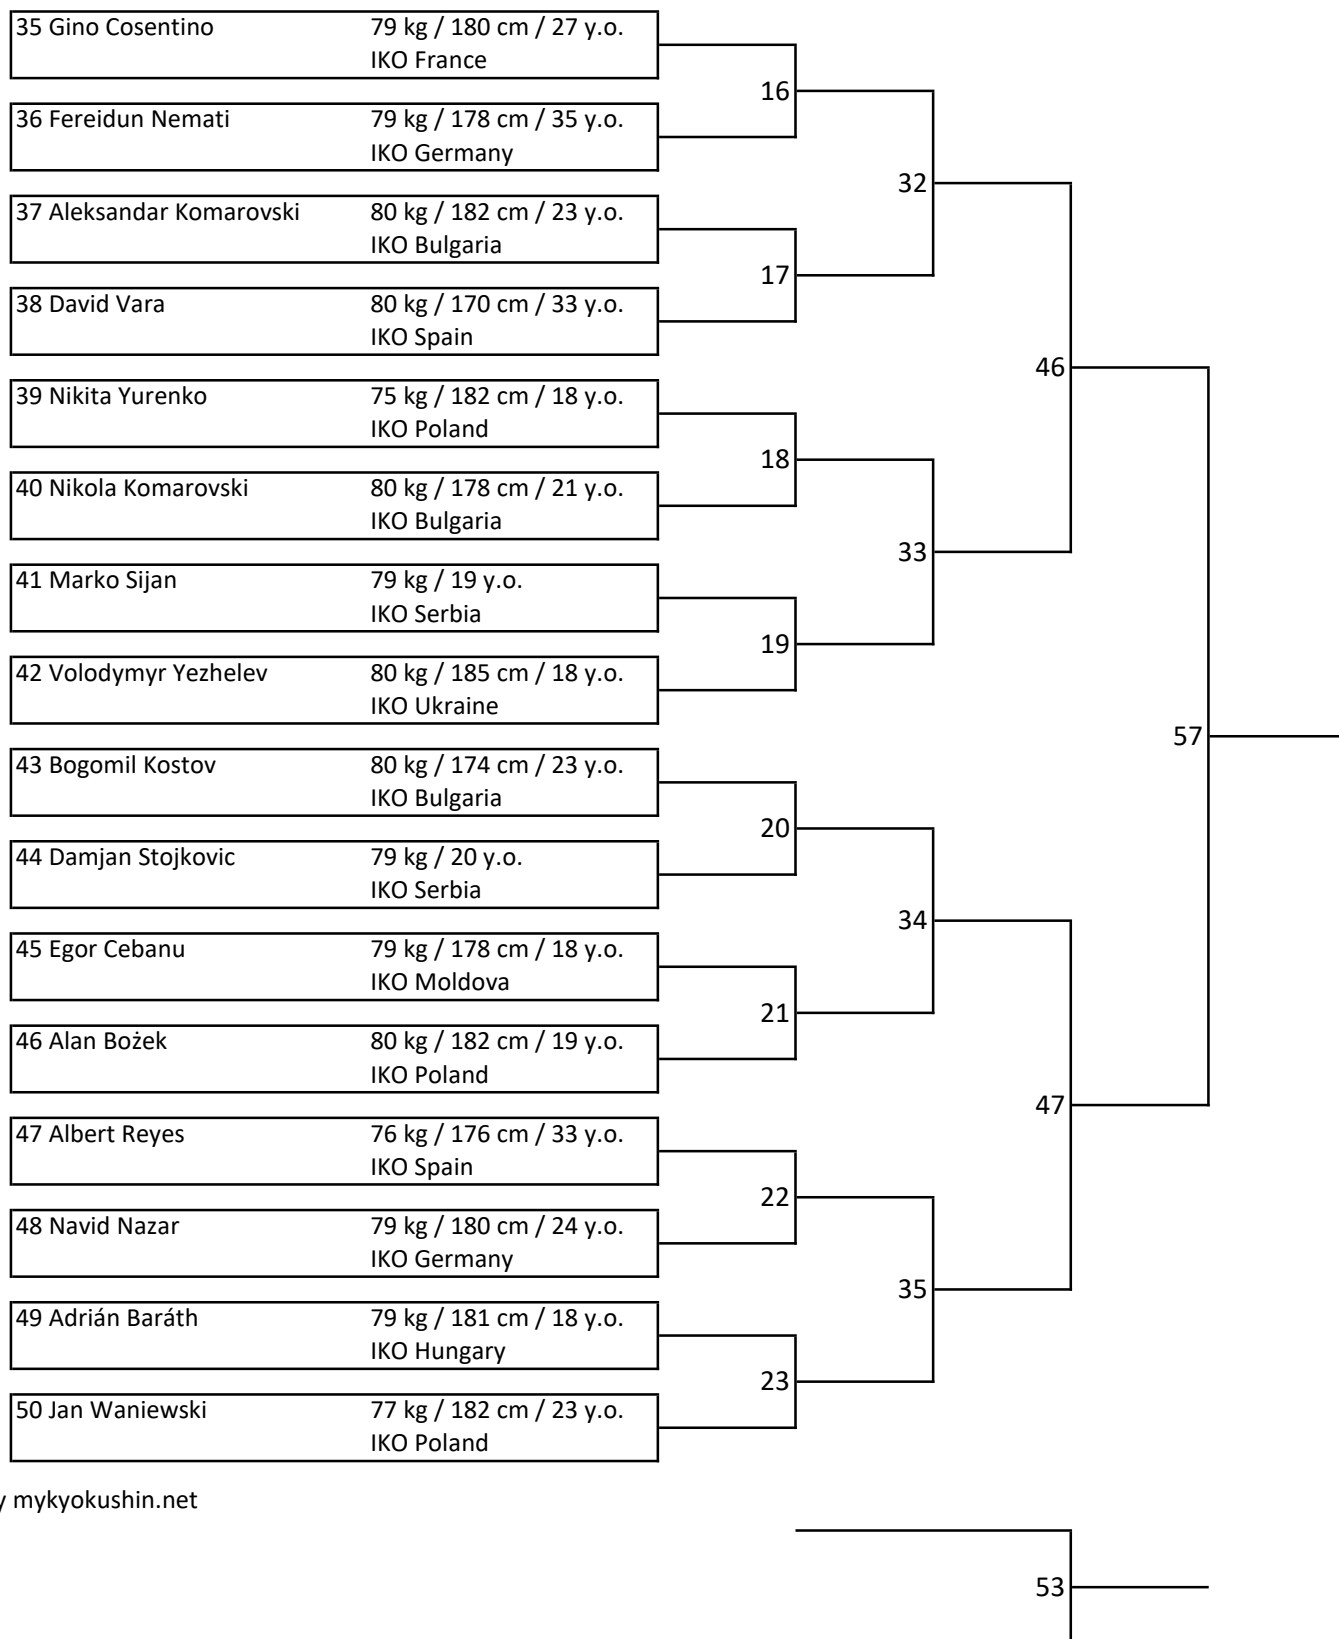 35 Gino Cosentino 79 kg / 180 cm / 27 y.o.
IKO France
16
36 Fereidun Nemati 79 kg / 178 cm / 35 y.o.
IKO Germany
32
37 Aleksandar Komarovski 80 kg / 182 cm / 23 y.o.
IKO Bulgaria
17
38 David Vara 80 kg / 170 cm / 33 y.o.
IKO Spain
46
39 Nikita Yurenko 75 kg / 182 cm / 18 y.o.
IKO Poland
18
40 Nikola Komarovski 80 kg / 178 cm / 21 y.o.
IKO Bulgaria
33
41 Marko Sijan 79 kg / 19 y.o.
IKO Serbia
19
42 Volodymyr Yezhelev 80 kg / 185 cm / 18 y.o.
IKO Ukraine
57
43 Bogomil Kostov 80 kg / 174 cm / 23 y.o.
IKO Bulgaria
20
44 Damjan Stojkovic 79 kg / 20 y.o.
IKO Serbia
34
45 Egor Cebanu 79 kg / 178 cm / 18 y.o.
IKO Moldova
21
46 Alan Bożek 80 kg / 182 cm / 19 y.o.
IKO Poland
47
47 Albert Reyes 76 kg / 176 cm / 33 y.o.
IKO Spain
22
48 Navid Nazar 79 kg / 180 cm / 24 y.o.
IKO Germany
35
49 Adrián Baráth 79 kg / 181 cm / 18 y.o.
IKO Hungary
23
50 Jan Waniewski 77 kg / 182 cm / 23 y.o.
IKO Poland
mykyokushin.net
53